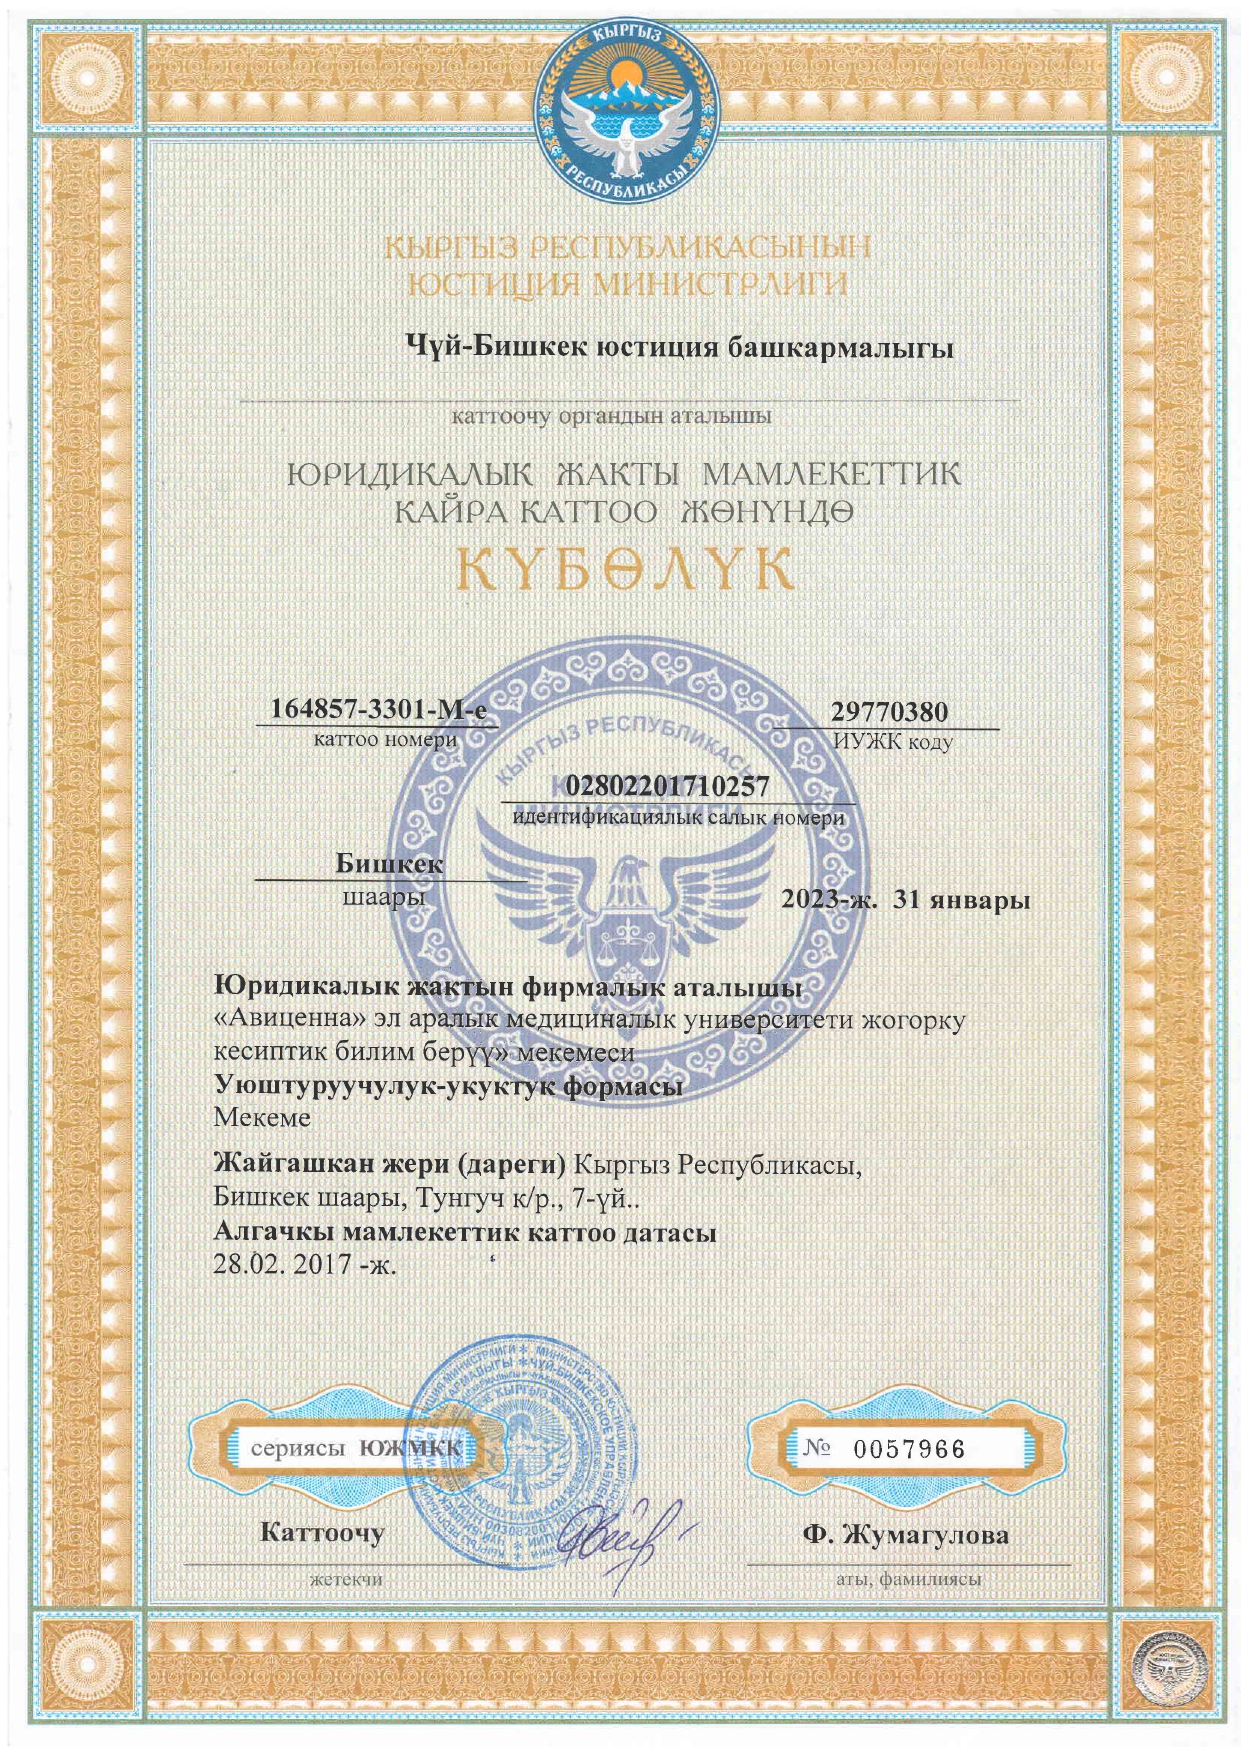 КЫРГЫЗ
РЕСПУБЛИКАСЫ
КЫРГЫЗ РЕСПУБЛИКАСЫНЫН
ЮСТИЦИЯ МИНИСТРЛИГИ
Чүй-Бишкек юстиция башкармалыгы
каттоочу органдын аталышы
ЮРИДИКАЛЫК ЖАКТЫ МАМЛЕКЕТТИК
КАЙРА КАТТОО ЖӨНҮНДӨ
КҮБӨЛҮК
164857-3301-М-е
каттоо номери
29770380
ИУЖК коду
КЫРГЫЗ РЕСПУБЛИКАСЫ
МИНИСТРЛИГИ
02802201710257
идентификациялык салык номери
Бишкек
шаары
2023-ж. 31 январы
Юридикалык жактын фирмалык аталышы
«Авиценна» эл аралык медициналык университети жогорку
кесиптик билим берүү» мекемеси
Уюштуруучулук-укуктук формасы
Мекеме
Жайгашкан жери (дареги) Кыргыз Республикасы,
Бишкек шаары, Тунгуч к/р., 7-үй..
Алгачкы мамлекеттик каттоо датасы
28.02. 2017 -ж.
сериясы ЮЖМКК
№ 0057966
Каттоочу
жетекчи
Ф. Жумагулова
аты, фамилиясы